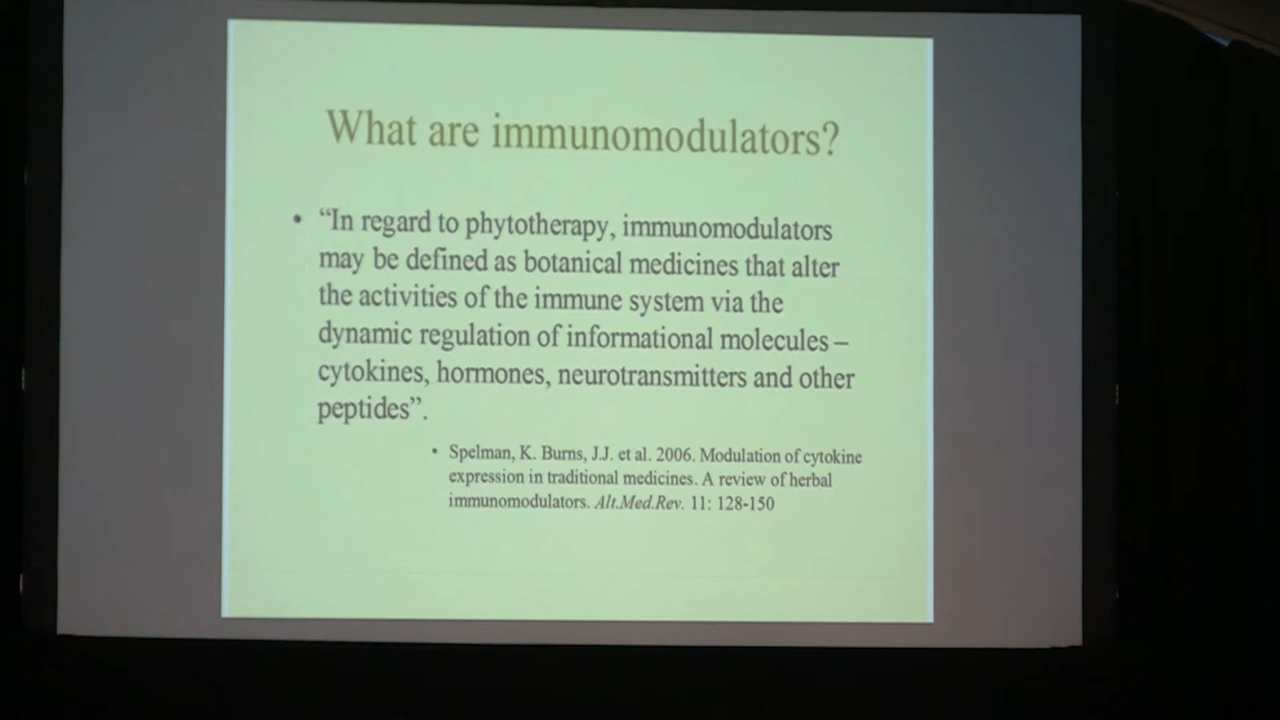 What are immunomodulators?
• “In regard to phytotherapy, immunomodulators
may be defined as botanical medicines that alter
the activities of the immune system via the
dynamic regulation of informational molecules –
cytokines, hormones, neurotransmitters and other
peptides”.
• Spelman, K. Burns, J.J. et al. 2006. Modulation of cytokine
expression in traditional medicines. A review of herbal
immunomodulators. Alt.Med.Rev. 11: 128-150